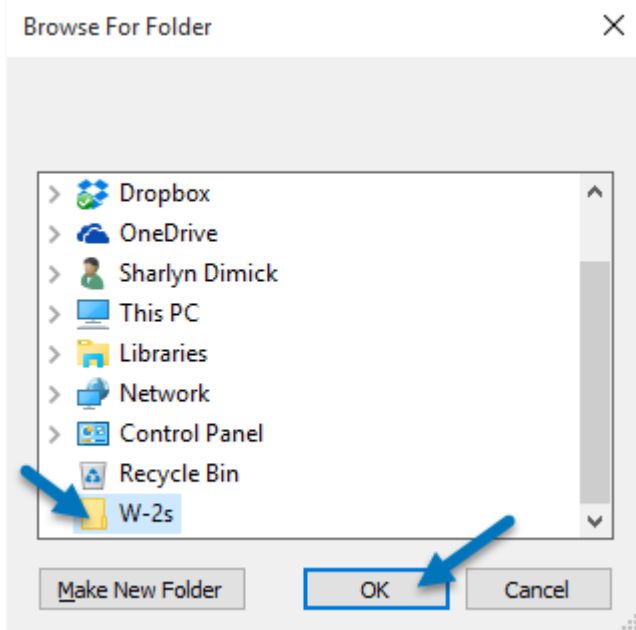 Browse For Folder
Dropbox
OneDrive
Sharlyn Dimick
This PC
Libraries
Network
Control Panel
Recycle Bin
W-2s
Make New Folder OK Cancel